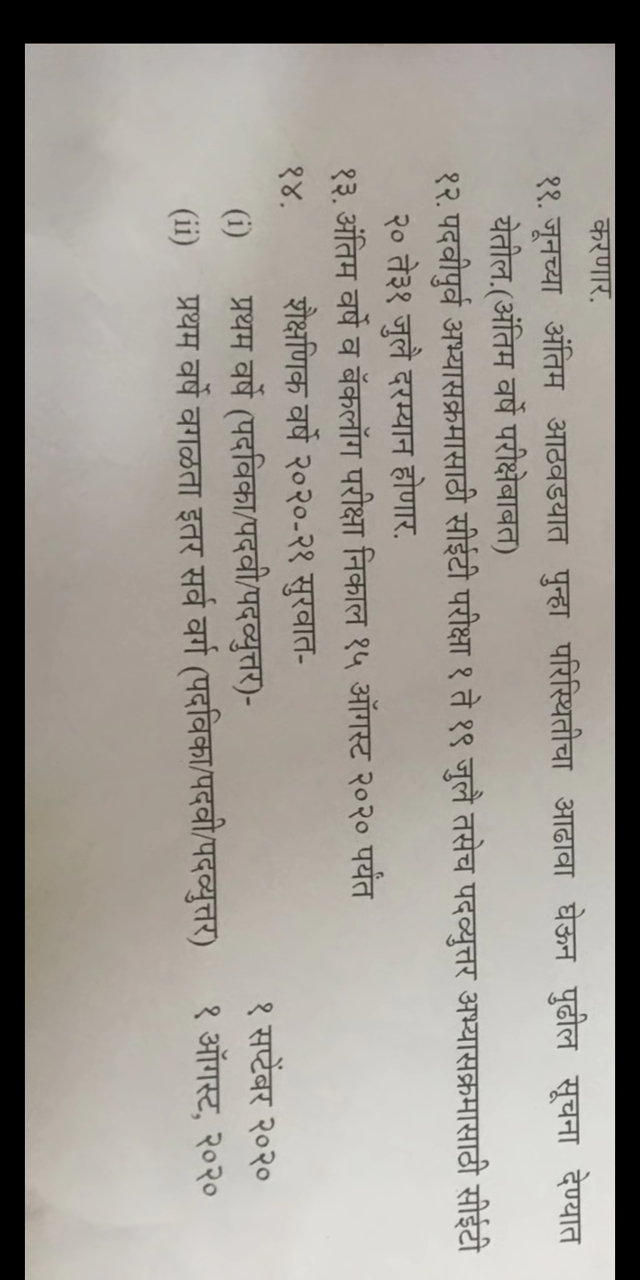 करणार.
११. जूनच्या अंतिम आठवड्यात पुन्हा परिस्थितीचा आढावा घेऊन पुढील सूचना देण्यात
येतील.(अंतिम वर्ष परीक्षेबाबत)
१२. पदवीपुर्व अभ्यासक्रमासाठी सीईटी परीक्षा १ ते १९ जुलै तसेच पदव्युत्तर अभ्यासक्रमासाठी सीईटी
२० ते३१ जुलै दरम्यान होणार.
१३. अंतिम वर्ष व बॅकलॉग परीक्षा निकाल १५ ऑगस्ट २०२० पर्यंत
१४. शैक्षणिक वर्ष २०२०-२१ सुरवात-
(i) प्रथम वर्ष (पदविका/पदवी/पदव्युत्तर)- १ सप्टेंबर २०२०
(ii) प्रथम वर्ष वगळता इतर सर्व वर्ग (पदविका/पदवी/पदव्युत्तर) १ ऑगस्ट, २०२०